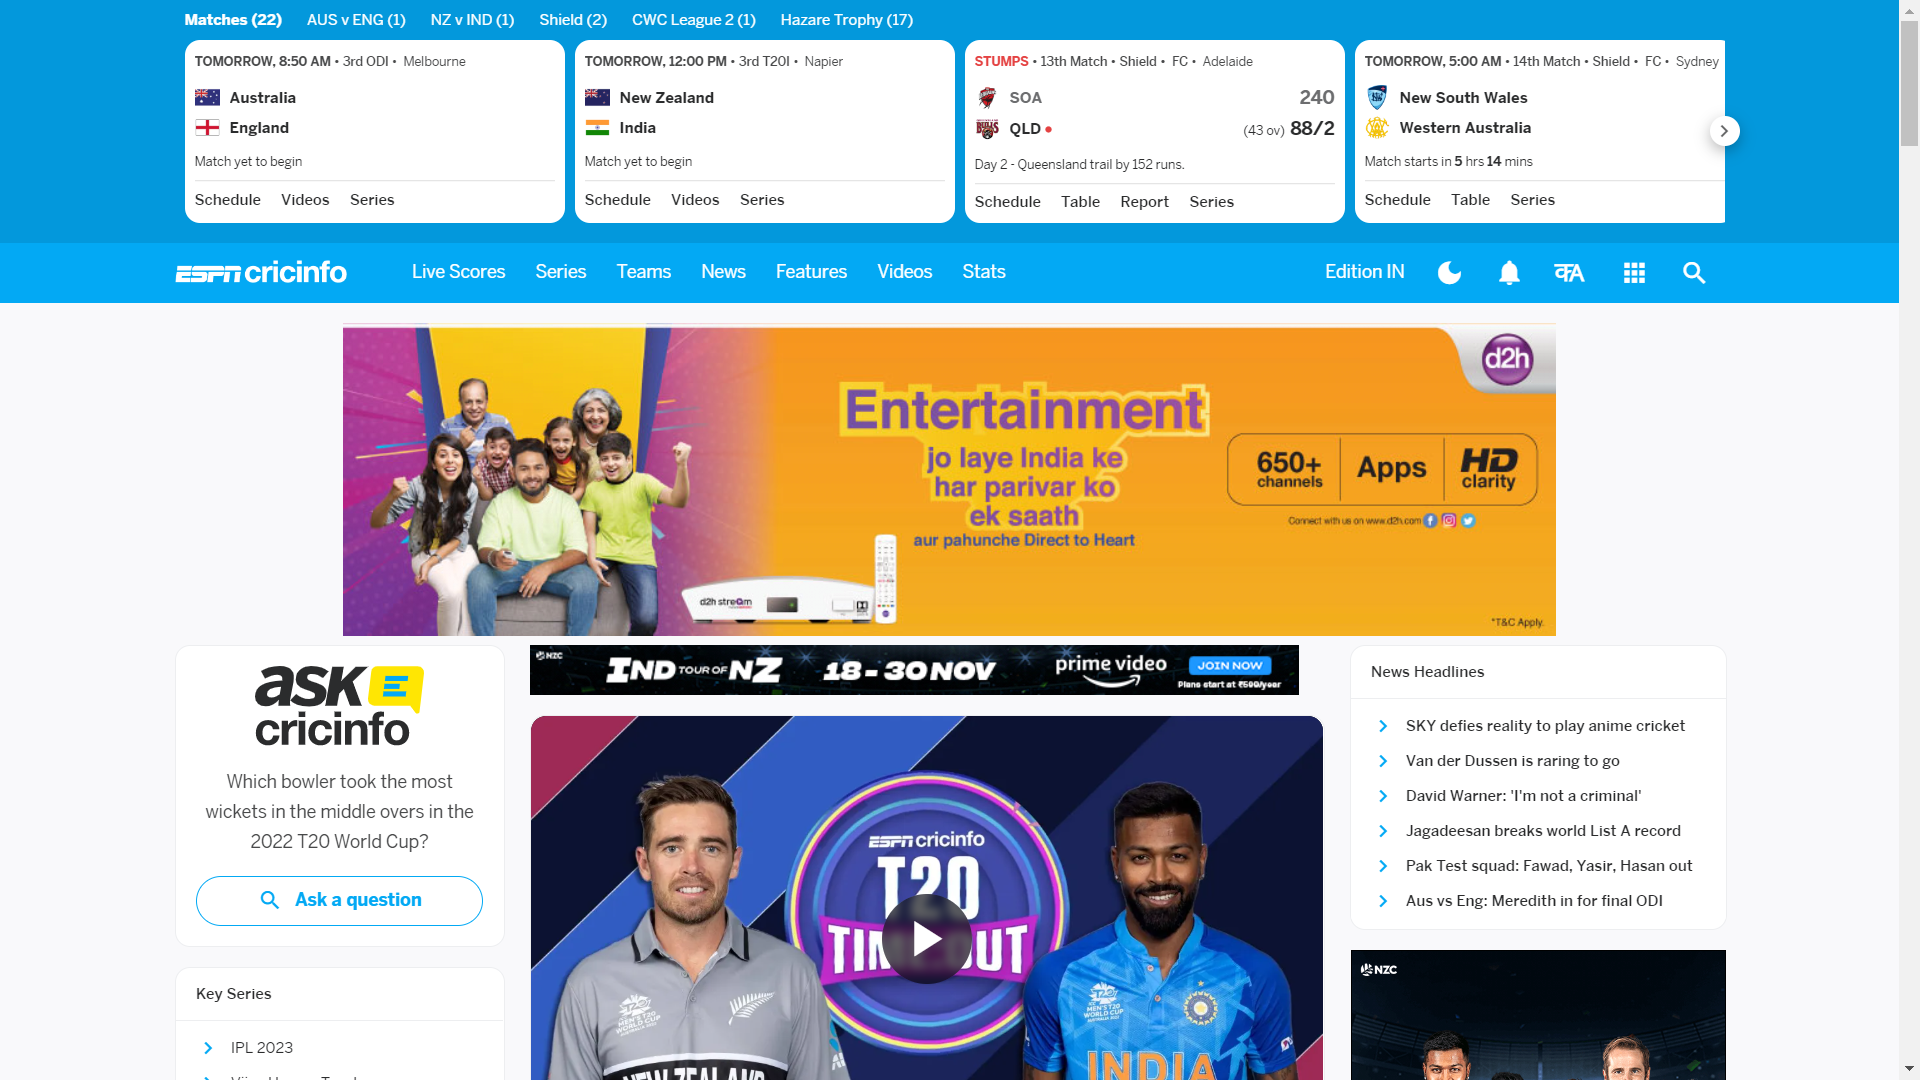 Matches (22) AUS v ENG (1) NZ v IND (1) Shield (2) CWC League 2 (1) Hazare Trophy (17)
TOMORROW, 8:50 AM • 3rd ODI • Melbourne
Australia
England
Match yet to begin
Schedule Videos Series
TOMORROW, 12:00 PM • 3rd T20I • Napier
New Zealand
India
Match yet to begin
Schedule Videos Series
STUMPS • 13th Match • Shield • FC • Adelaide
SOA 240
QLD (43 ov) 88/2
Day 2 - Queensland trail by 152 runs.
Schedule Table Report Series
TOMORROW, 5:00 AM • 14th Match • Shield • FC • Sydney
New South Wales
Western Australia
Match starts in 5 hrs 14 mins
Schedule Table Series
ESPN cricinfo Live Scores Series Teams News Features Videos Stats Edition IN
d2h
Entertainment
jo laye India ke
har parivar ko
ek saath
aur pahunche Direct to Heart
650+ channels Apps HD clarity
Connect with us on www.d2h.com
d2h stream
*T&C Apply.
ask
cricinfo
Which bowler took the most
wickets in the middle overs in the
2022 T20 World Cup?
Ask a question
Key Series
IPL 2023
NZC
IND TOUR OF NZ 18 - 30 NOV prime video JOIN NOW
Plans start at ₹599/year
ESPN cricinfo
T20
TIME OUT
MEN'S T20
WORLD CUP
NEW ZEALAND
MEN'S T20
WORLD CUP
INDIA
News Headlines
SKY defies reality to play anime cricket
Van der Dussen is raring to go
David Warner: 'I'm not a criminal'
Jagadeesan breaks world List A record
Pak Test squad: Fawad, Yasir, Hasan out
Aus vs Eng: Meredith in for final ODI
NZC